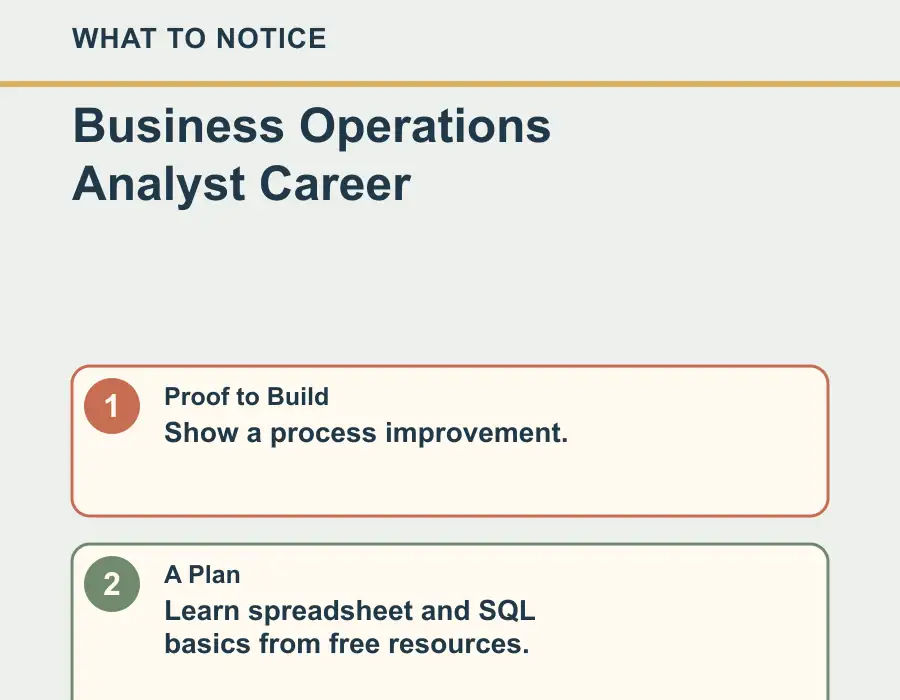 WHAT TO NOTICE
Business Operations
Analyst Career
1
Proof to Build
Show a process improvement.
2
A Plan
Learn spreadsheet and SQL
basics from free resources.